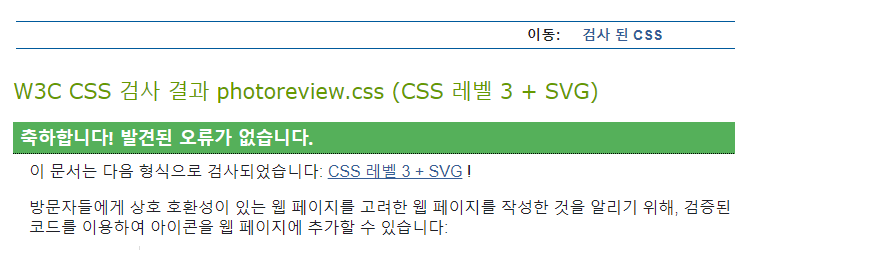 이동: 검사 된 CSS
W3C CSS 검사 결과 photoreview.css (CSS 레벨 3 + SVG)
축하합니다! 발견된 오류가 없습니다.
이 문서는 다음 형식으로 검사되었습니다: CSS 레벨 3 + SVG !
방문자들에게 상호 호환성이 있는 웹 페이지를 고려한 웹 페이지를 작성한 것을 알리기 위해, 검증된
코드를 이용하여 아이콘을 웹 페이지에 추가할 수 있습니다: